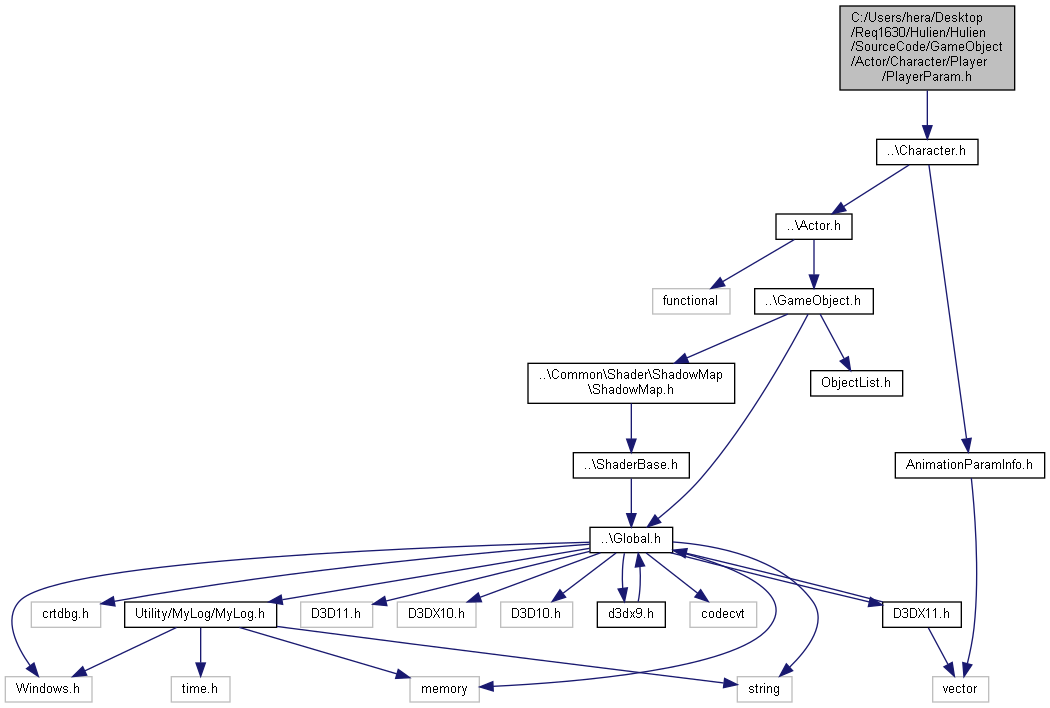 C:/Users/hera/Desktop
/Req1630/Hulien/Hulien
/SourceCode/GameObject
/Actor/Character/Player
/PlayerParam.h
..\Character.h
..\Actor.h
functional
..\GameObject.h
..\Common\Shader\ShadowMap
\ShadowMap.h
ObjectList.h
..\ShaderBase.h
AnimationParamInfo.h
..\Global.h
crtdbg.h
Utility/MyLog/MyLog.h
D3D11.h
D3DX10.h
D3D10.h
d3dx9.h
codecvt
D3DX11.h
Windows.h
time.h
memory
string
vector